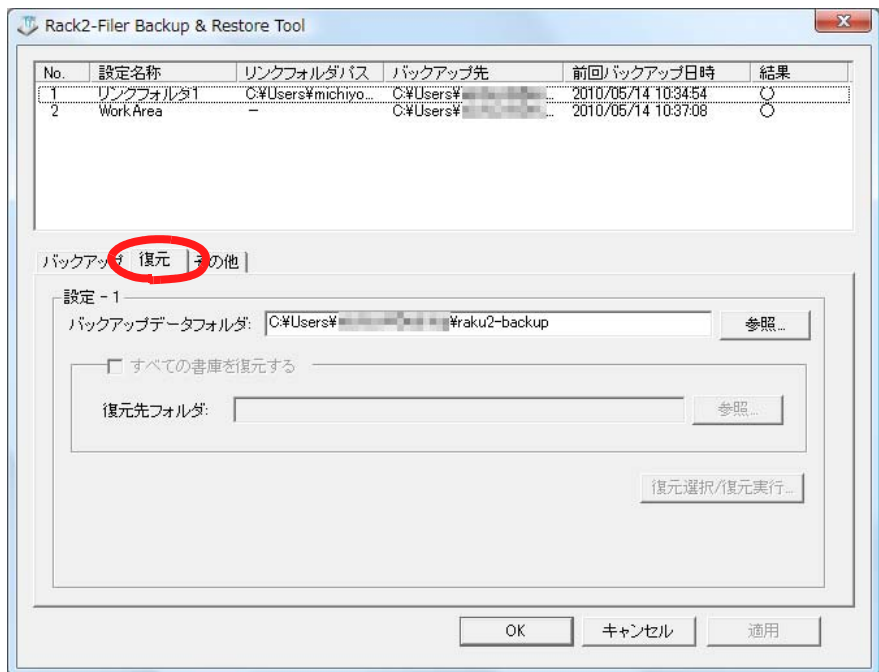 Rack2-Filer Backup & Restore Tool
No. 設定名称 リンクフォルダパス バックアップ先 前回バックアップ日時 結果
1 リンクフォルダ1 C:¥Users¥michiyo... C:¥Users¥ ... 2010/05/14 10:34:54 ○
2 Work Area － C:¥Users¥ ... 2010/05/14 10:37:08 ○
バックアップ 復元 その他
設定 - 1
バックアップデータフォルダ: C:¥Users¥ ¥raku2-backup 参照...
すべての書庫を復元する
復元先フォルダ: 参照...
復元選択/復元実行...
OK キャンセル 適用